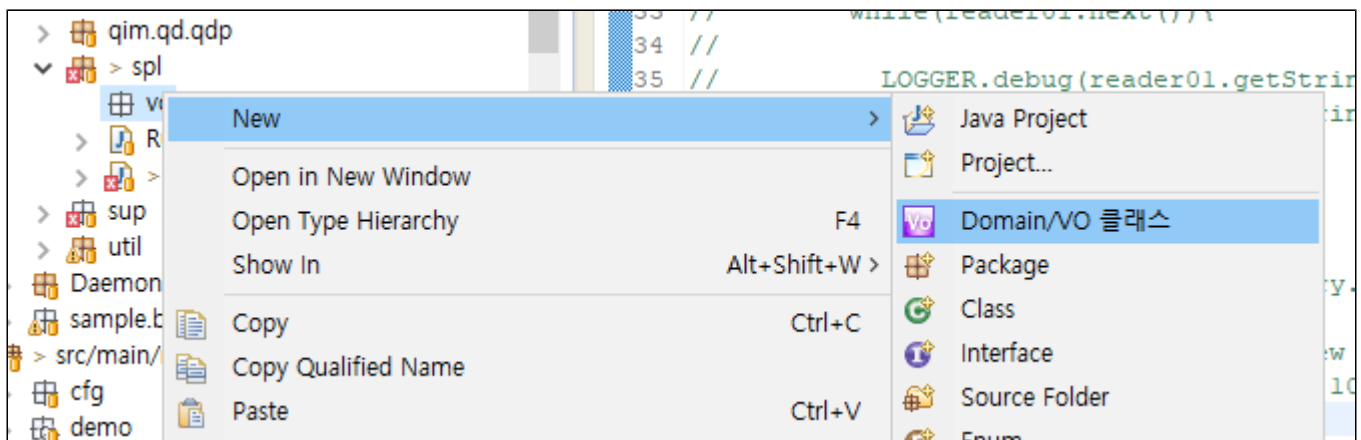 qim.qd.qdp
> spl
New
Open in New Window
Open Type Hierarchy F4
Show In Alt+Shift+W >
Copy Ctrl+C
Copy Qualified Name
Paste Ctrl+V
> sup
> util
Daemon
sample.b
> src/main/
cfg
demo
33 // while(reader01.next()){
34 //
35 // LOGGER.debug(reader01.getStrin
Java Project
Project...
Domain/VO 클래스
Package
Class
Interface
Source Folder
Enum